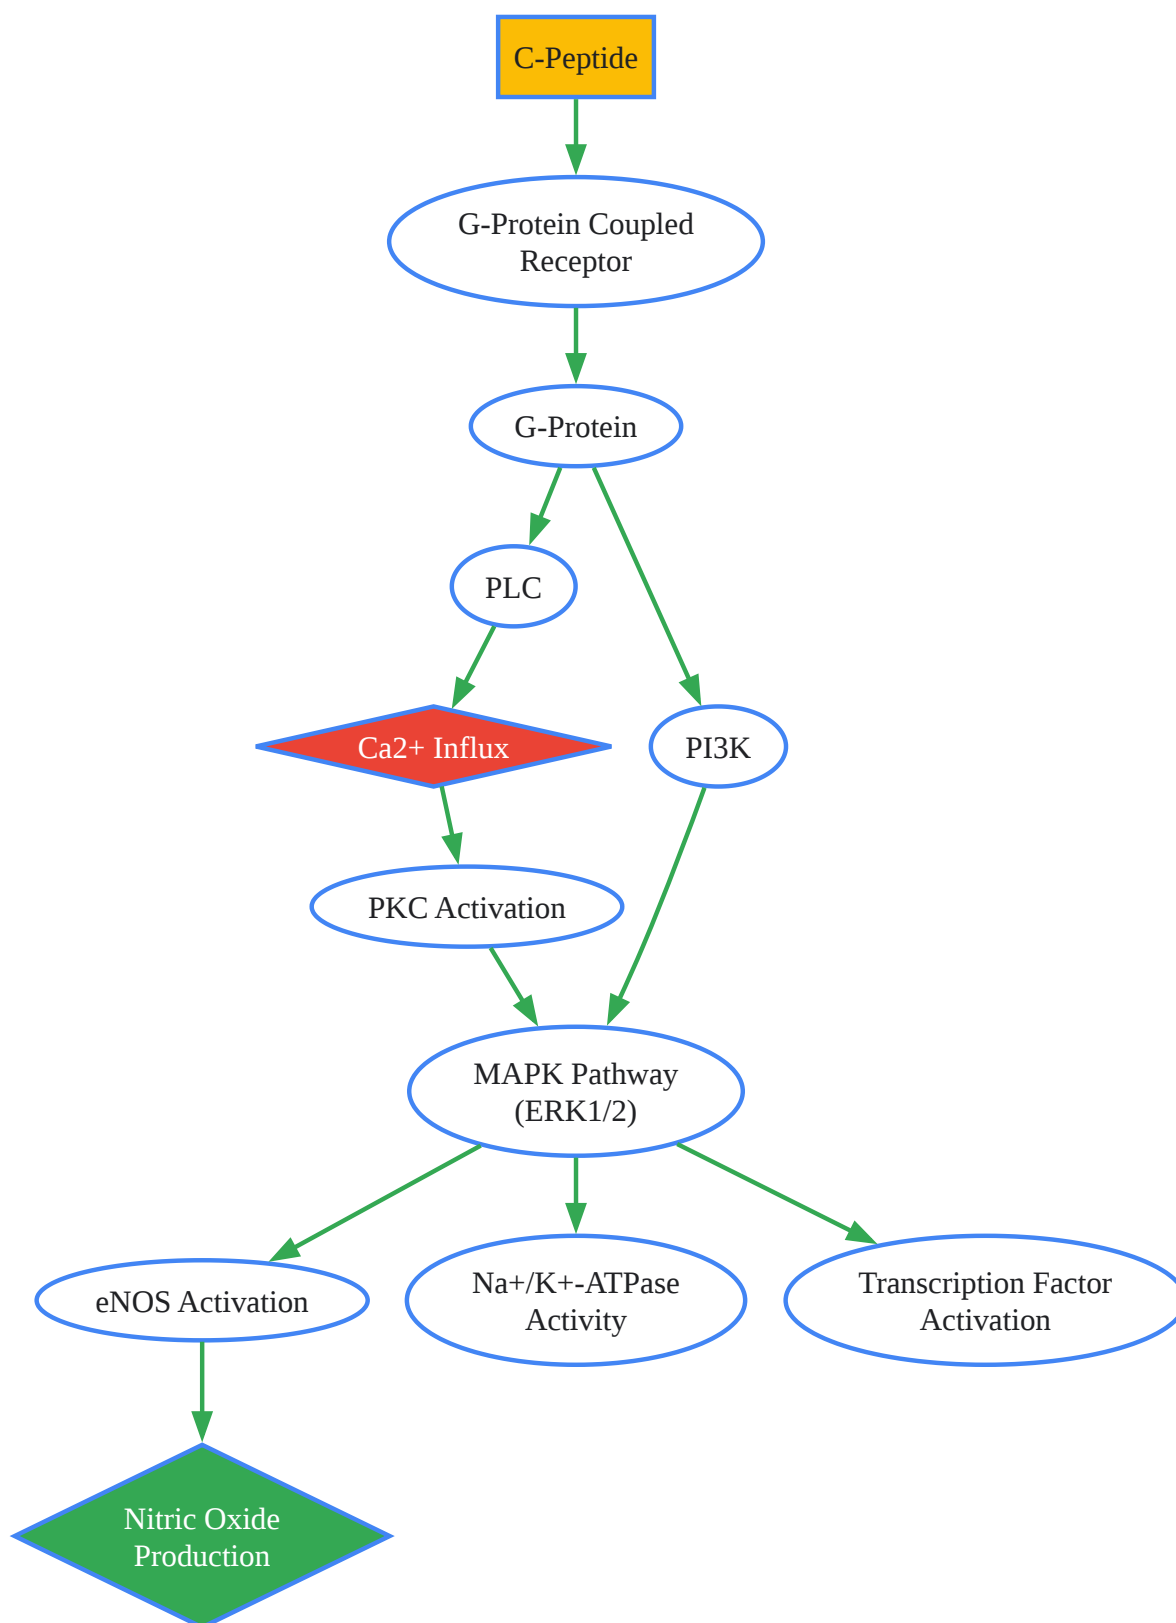 C-Peptide
G-Protein Coupled
Receptor
G-Protein
PLC
Ca2+ Influx
PI3K
PKC Activation
MAPK Pathway
(ERK1/2)
eNOS Activation
Na+/K+-ATPase
Activity
Transcription Factor
Activation
Nitric Oxide
Production